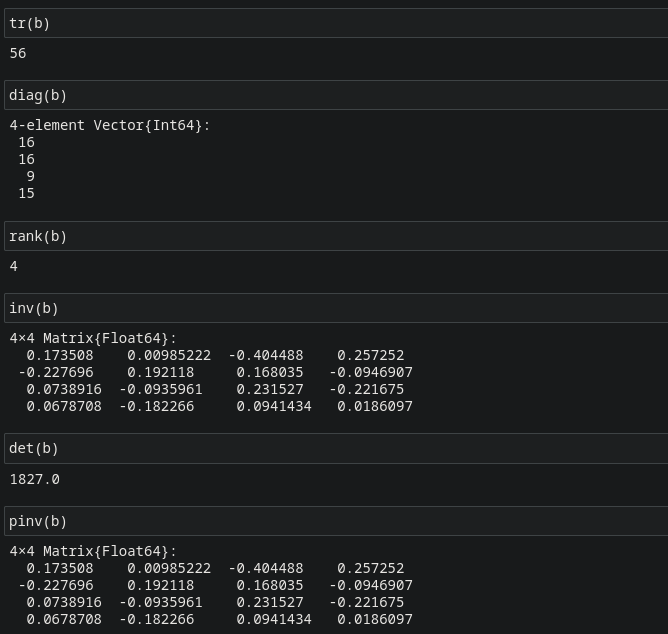 tr(b)
56
diag(b)
4-element Vector{Int64}:
 16
 16
  9
 15
rank(b)
4
inv(b)
4×4 Matrix{Float64}:
  0.173508    0.00985222  -0.404488    0.257252
 -0.227696    0.192118     0.168035   -0.0946907
  0.0738916  -0.0935961    0.231527   -0.221675
  0.0678708  -0.182266     0.0941434   0.0186097
det(b)
1827.0
pinv(b)
4×4 Matrix{Float64}:
  0.173508    0.00985222  -0.404488    0.257252
 -0.227696    0.192118     0.168035   -0.0946907
  0.0738916  -0.0935961    0.231527   -0.221675
  0.0678708  -0.182266     0.0941434   0.0186097